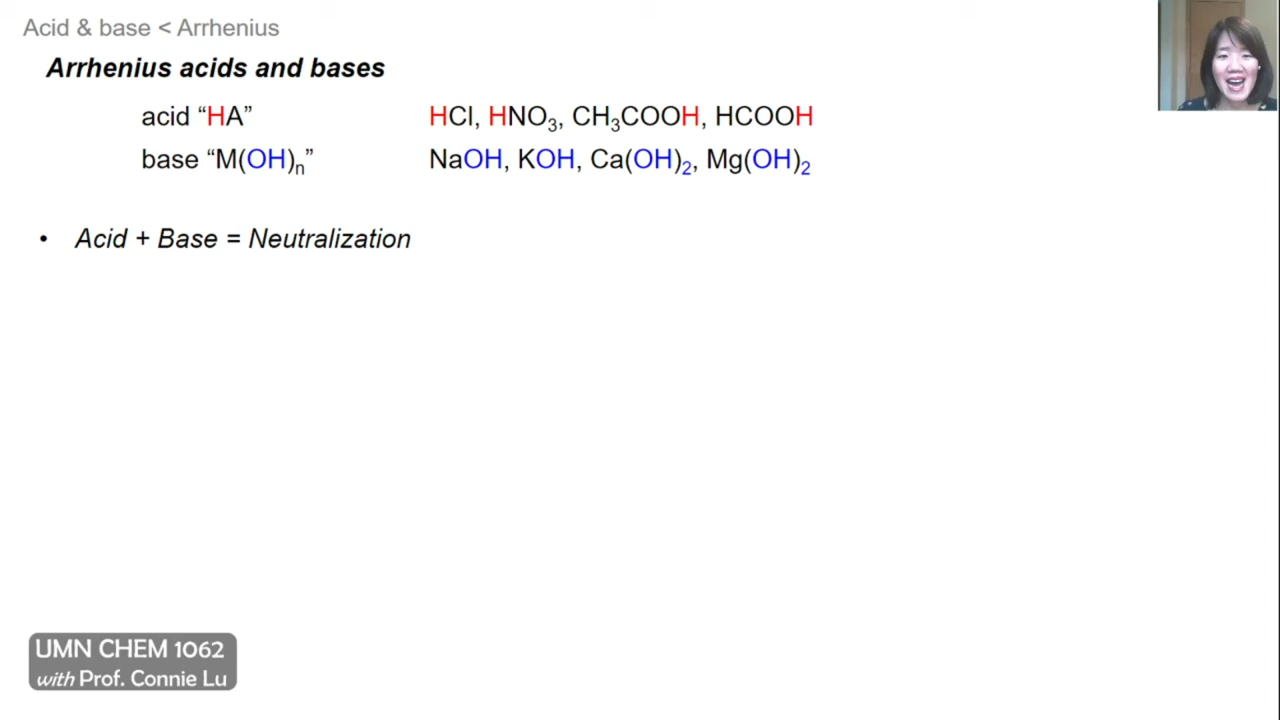 Acid & base < Arrhenius
Arrhenius acids and bases
acid “HA” HCl, HNO₃, CH₃COOH, HCOOH
base “M(OH)ₙ” NaOH, KOH, Ca(OH)₂, Mg(OH)₂
• Acid + Base = Neutralization
UMN CHEM 1062
with Prof. Connie Lu